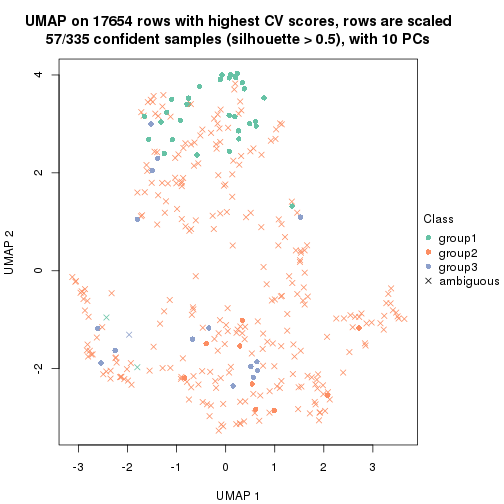 UMAP on 17654 rows with highest CV scores, rows are scaled
57/335 confident samples (silhouette > 0.5), with 10 PCs
4
2
0
-2
UMAP 2
-3
-2
-1
0
1
2
3
UMAP 1
Class
group1
group2
group3
ambiguous